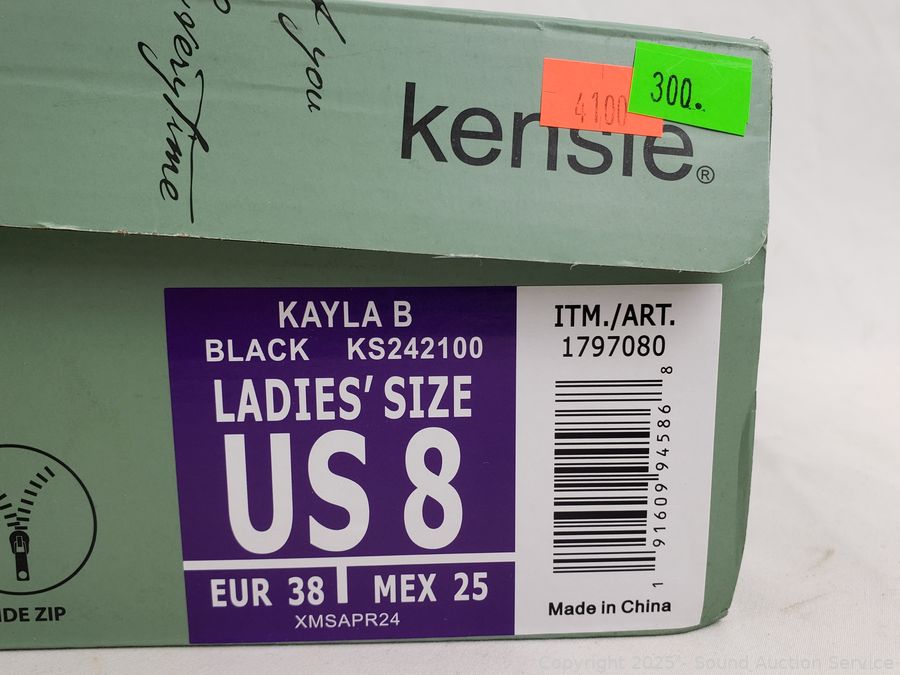 t you
everytime
kensie®
4100
300.
KAYLA B
BLACK KS242100
LADIES' SIZE
US 8
EUR 38
MEX 25
XMSAPR24
ITM./ART.
1797080
1 91609 94586 8
Made in China
ZIP
Copyright 2025 - Sound Auction Service